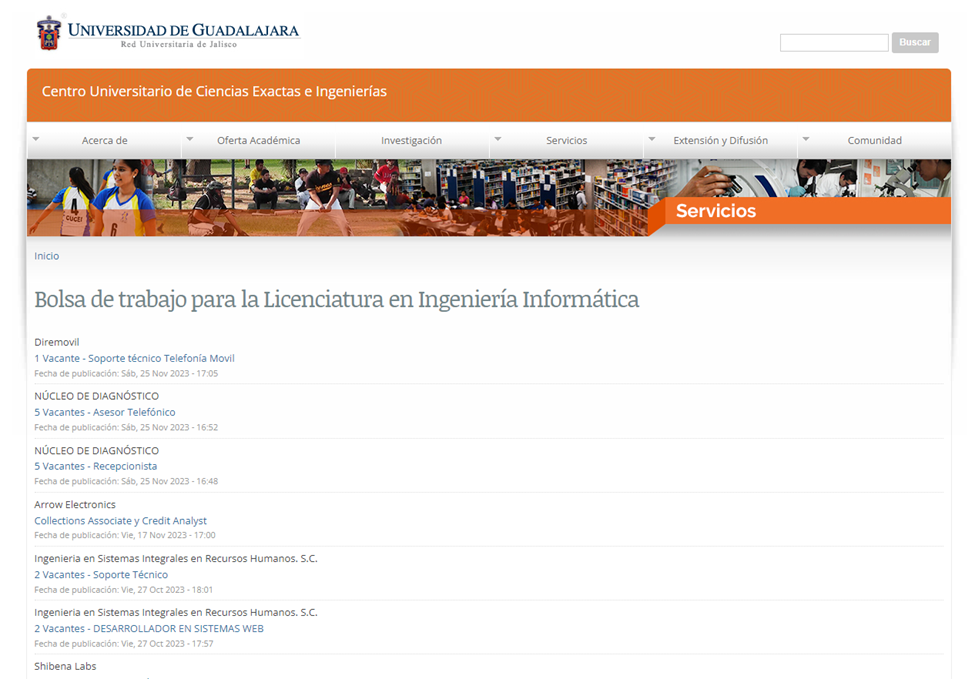 UNIVERSIDAD DE GUADALAJARA
Red Universitaria de Jalisco
Buscar
Centro Universitario de Ciencias Exactas e Ingenierías
Acerca de
Oferta Académica
Investigación
Servicios
Extensión y Difusión
Comunidad
4
CUCEI
6
Servicios
Inicio
Bolsa de trabajo para la Licenciatura en Ingeniería Informática
Diremovil
1 Vacante - Soporte técnico Telefonía Movil
Fecha de publicación: Sáb, 25 Nov 2023 - 17:05
NÚCLEO DE DIAGNÓSTICO
5 Vacantes - Asesor Telefónico
Fecha de publicación: Sáb, 25 Nov 2023 - 16:52
NÚCLEO DE DIAGNÓSTICO
5 Vacantes - Recepcionista
Fecha de publicación: Sáb, 25 Nov 2023 - 16:48
Arrow Electronics
Collections Associate y Credit Analyst
Fecha de publicación: Vie, 17 Nov 2023 - 17:00
Ingenieria en Sistemas Integrales en Recursos Humanos. S.C.
2 Vacantes - Soporte Técnico
Fecha de publicación: Vie, 27 Oct 2023 - 18:01
Ingenieria en Sistemas Integrales en Recursos Humanos. S.C.
2 Vacantes - DESARROLLADOR EN SISTEMAS WEB
Fecha de publicación: Vie, 27 Oct 2023 - 17:57
Shibena Labs